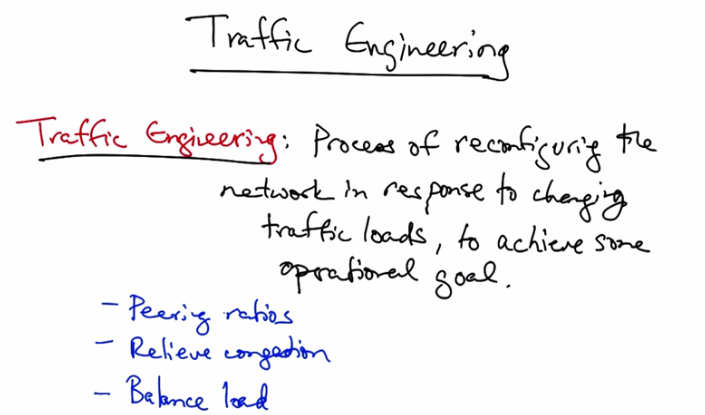 Traffic Engineering
Traffic Engineering: Process of reconfiguring the
network in response to changing
traffic loads, to achieve some
operational goal.
- Peering ratios
- Relieve congestion
- Balance load